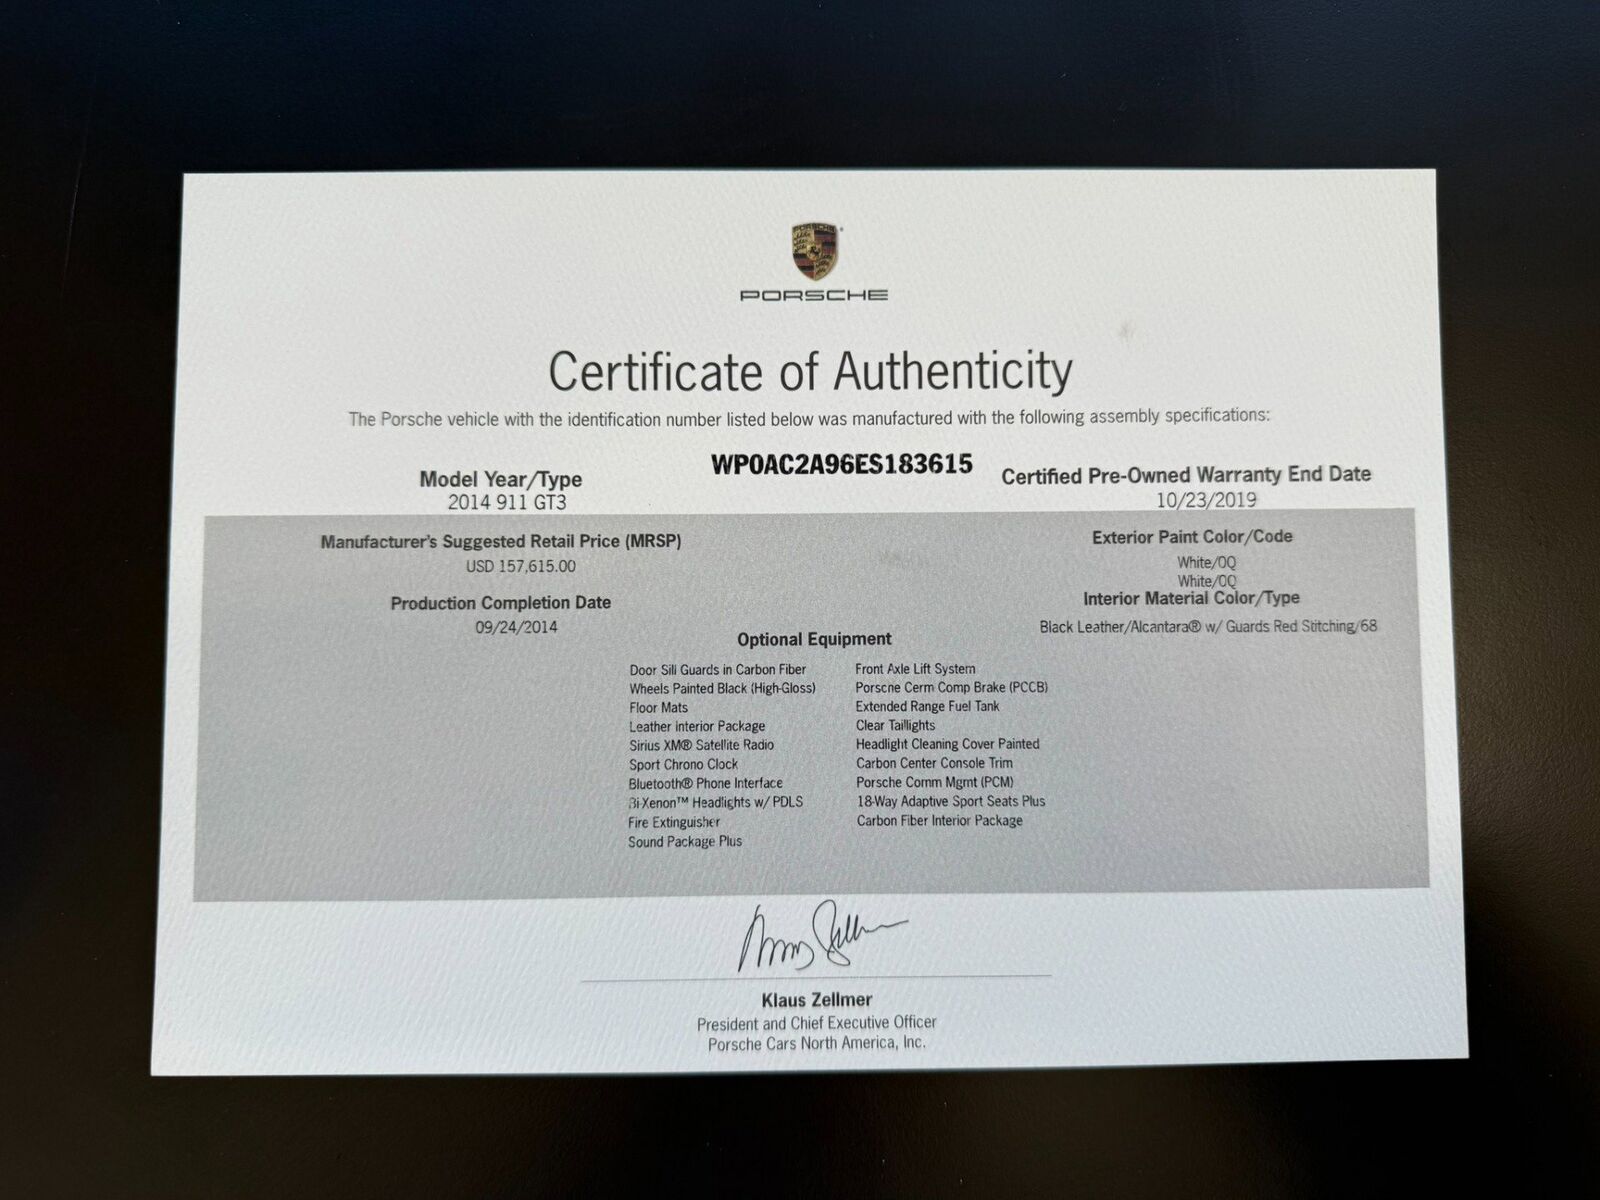 PORSCHE
Certificate of Authenticity
The Porsche vehicle with the identification number listed below was manufactured with the following assembly specifications:
WP0AC2A96ES183615
Model Year/Type
2014 911 GT3
Certified Pre-Owned Warranty End Date
10/23/2019
Manufacturer's Suggested Retail Price (MRSP)
USD 157,615.00
Exterior Paint Color/Code
White/0Q
White/0Q
Production Completion Date
09/24/2014
Interior Material Color/Type
Black Leather/Alcantara® w/ Guards Red Stitching/68
Optional Equipment
Door Sill Guards in Carbon Fiber
Wheels Painted Black (High-Gloss)
Floor Mats
Leather interior Package
Sirius XM® Satellite Radio
Sport Chrono Clock
Bluetooth® Phone Interface
Bi-Xenon™ Headlights w/ PDLS
Fire Extinguisher
Sound Package Plus
Front Axle Lift System
Porscne Cerm Comp Brake (PCCB)
Extended Range Fuel Tank
Clear Taillights
Headlight Cleaning Cover Painted
Carbon Center Console Trim
Porsche Comm Mgmt (PCM)
18-Way Adaptive Sport Seats Plus
Carbon Fiber Interior Package
Klaus Zellmer
President and Chief Executive Officer
Porsche Cars North America, Inc.